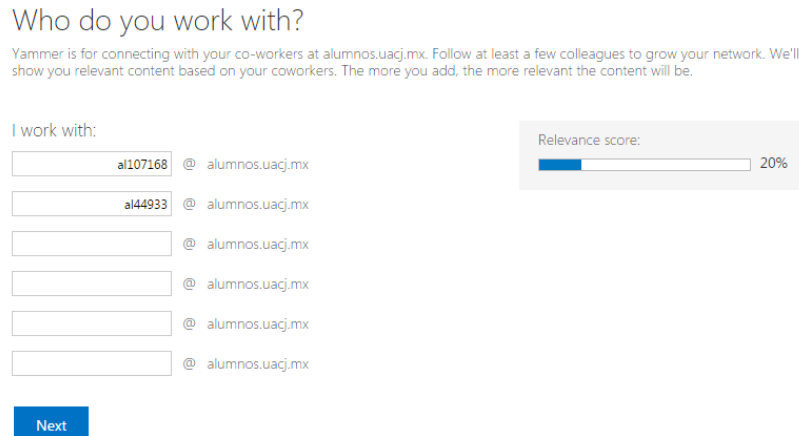 Who do you work with?
Yammer is for connecting with your co-workers at alumnos.uacj.mx. Follow at least a few colleagues to grow your network. We'll
show you relevant content based on your coworkers. The more you add, the more relevant the content will be.
I work with:
Relevance score:
20%
al107168 @ alumnos.uacj.mx
al44933 @ alumnos.uacj.mx
@ alumnos.uacj.mx
@ alumnos.uacj.mx
@ alumnos.uacj.mx
@ alumnos.uacj.mx
Next